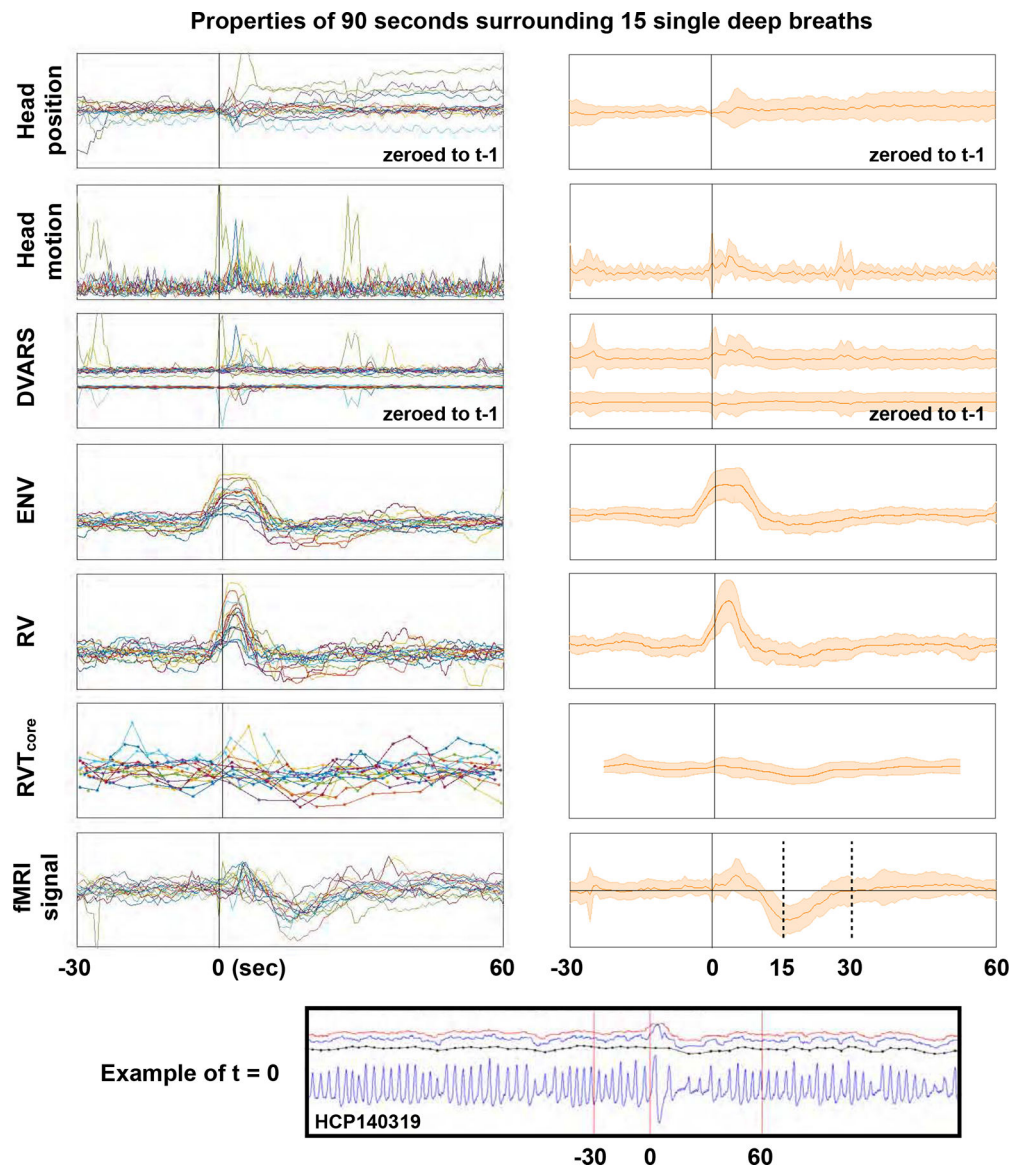 Properties of 90 seconds surrounding 15 single deep breaths
Head
position
zeroed to t-1
zeroed to t-1
Head
motion
DVARS
zeroed to t-1
zeroed to t-1
ENV
RV
RVTcore
fMRI
signal
-30 0 (sec) 60
-30 0 15 30 60
Example of t = 0
HCP140319
-30 0 60